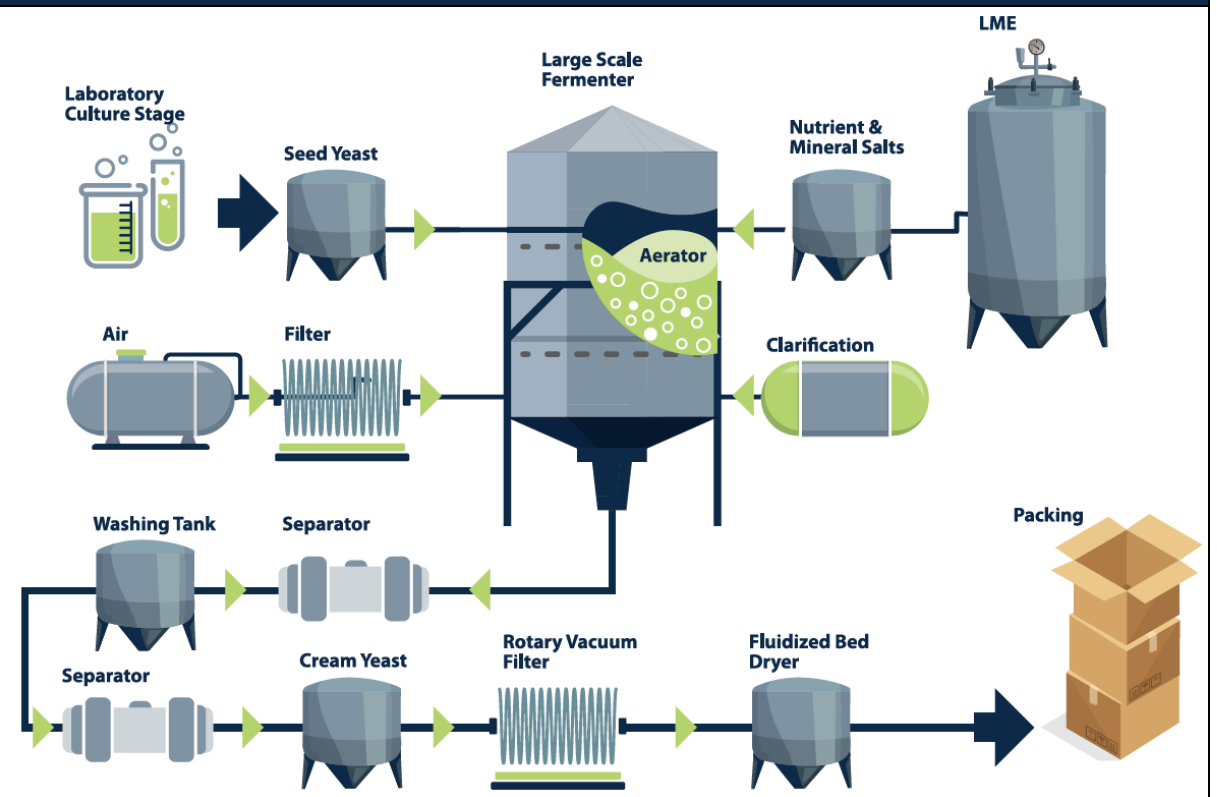 LME
Large Scale
Fermenter
Laboratory
Culture Stage
Nutrient &
Mineral Salts
Seed Yeast
Aerator
Air
Filter
Clarification
Packing
Washing Tank
Separator
Rotary Vacuum
Filter
Fluidized Bed
Dryer
Cream Yeast
Separator